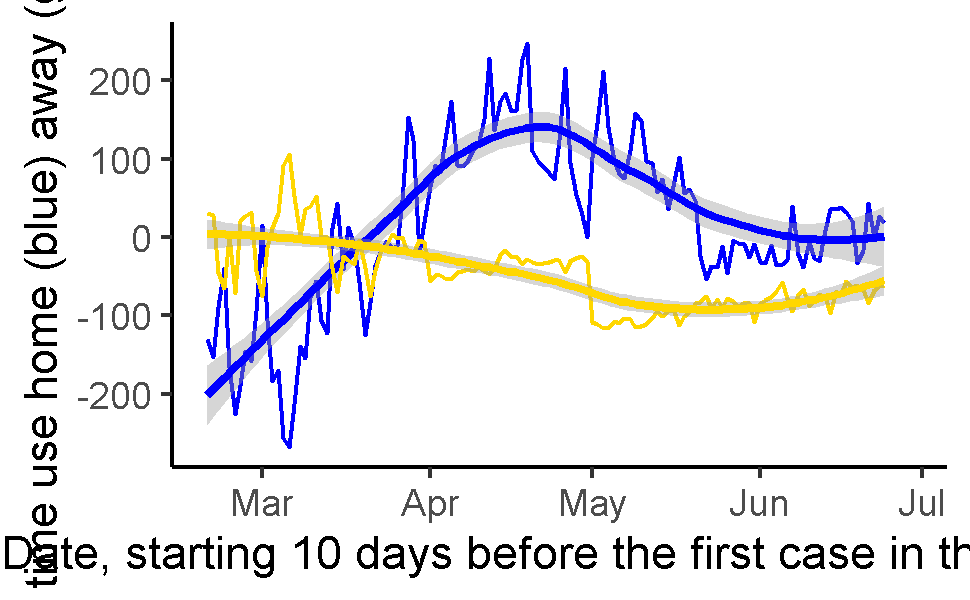 time use home (blue) away (
200
100
0
-100
-200
Mar Apr May Jun Jul
Date, starting 10 days before the first case in th